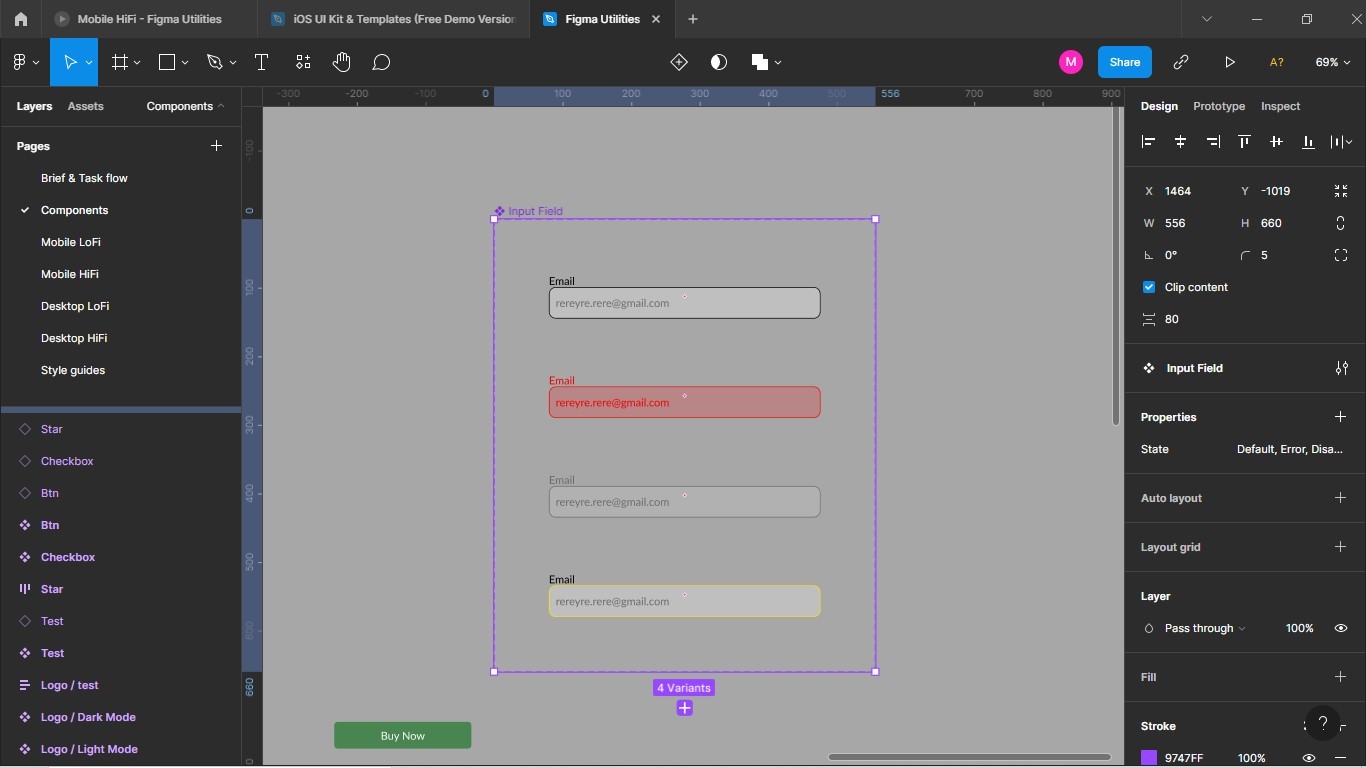 Mobile HiFi - Figma Utilities
iOS UI Kit & Templates (Free Demo Version
Figma Utilities
M
Share
A?
69%
Layers
Assets
Components
Pages
Brief & Task flow
Components
Mobile LoFi
Mobile HiFi
Desktop LoFi
Desktop HiFi
Style guides
Star
Checkbox
Btn
Btn
Checkbox
Star
Test
Test
Logo / test
Logo / Dark Mode
Logo / Light Mode
-300
-200
-100
0
100
200
300
400
500
556
700
800
900
-100
0
100
200
300
400
500
600
660
Input Field
Email
rereyre.rere@gmail.com
Email
rereyre.rere@gmail.com
Email
rereyre.rere@gmail.com
Email
rereyre.rere@gmail.com
4 Variants
Buy Now
Design
Prototype
Inspect
X 1464
Y -1019
W 556
H 660
0°
5
Clip content
80
Input Field
Properties
State
Default, Error, Disa...
Auto layout
Layout grid
Layer
Pass through
100%
Fill
Stroke
?
9747FF
100%